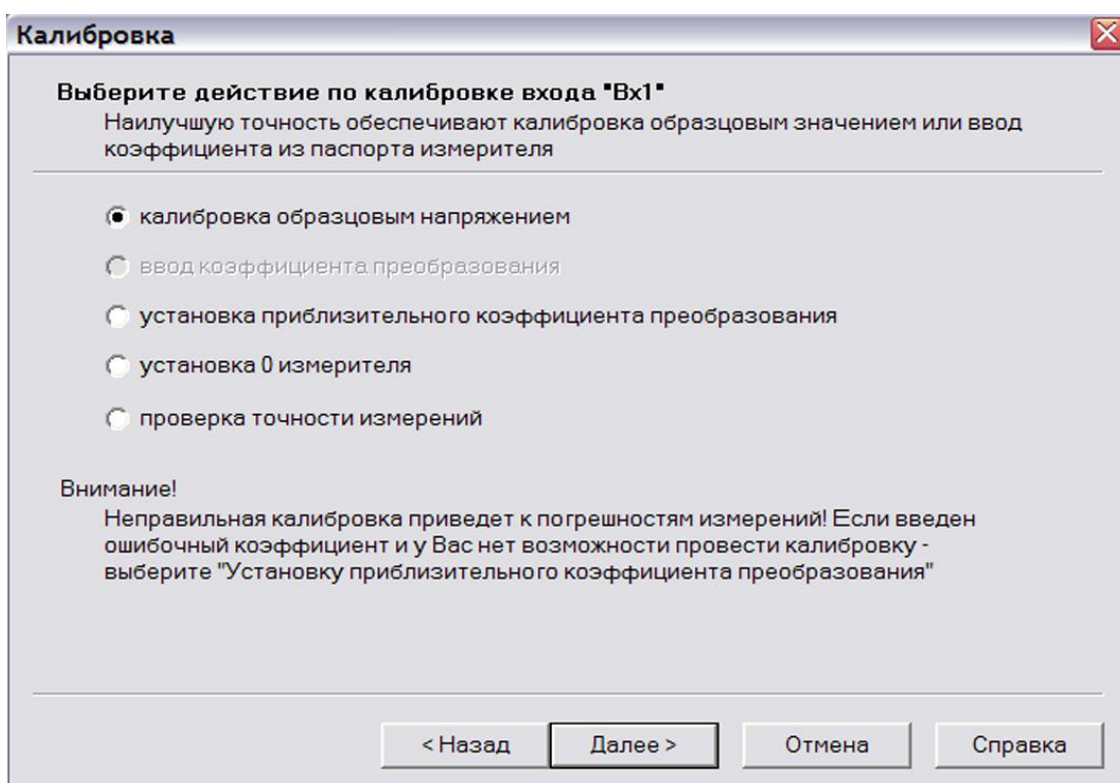 Калибровка
Выберите действие по калибровке входа "Вх1"
Наилучшую точность обеспечивают калибровка образцовым значением или ввод
коэффициента из паспорта измерителя
калибровка образцовым напряжением
ввод коэффициента преобразования
установка приблизительного коэффициента преобразования
установка 0 измерителя
проверка точности измерений
Внимание!
Неправильная калибровка приведет к погрешностям измерений! Если введен
ошибочный коэффициент и у Вас нет возможности провести калибровку -
выберите "Установку приблизительного коэффициента преобразования"
< Назад
Далее >
Отмена
Справка